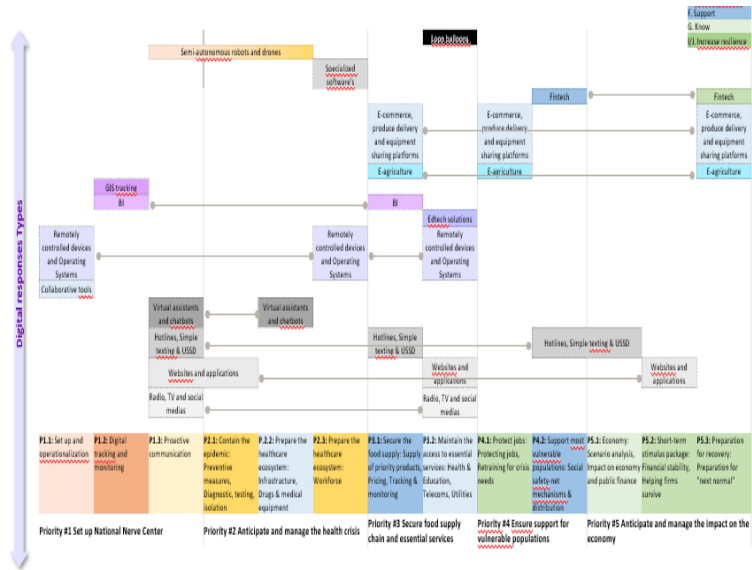 F. Support
G. Know
VJ. Increase resilience
Loon balloons
Semi-autonomous robots and drones
Specialized
software's
Fintech
Fintech
E-commerce,
produce delivery
and equipment
sharing platforms
E-commerce,
produce delivery
and equipment
sharing platforms
E-commerce,
produce delivery
and equipment
sharing platforms
E-agriculture
E-agriculture
E-agriculture
GIS tracking
BI
BI
Edtech solutions
Remotely
controlled devices
and Operating
Systems
Remotely
controlled devices
and Operating
Systems
Remotely
controlled devices
and Operating
Systems
Collaborative tools
Virtual assistants
and chatbots
Virtual assistants
and chatbots
Hotlines, Simple
texting & USSD
Hotlines, Simple
texting & USSD
Hotlines, Simple texting & USSD
Websites and applications
Websites and
applications
Websites and
applications
Radio, TV and social
medias
Radio, TV and social
medias
Digital responses Types
P1.1: Set up and
operationalization
P1.2: Digital
tracking and
monitoring
P1.3: Proactive
communication
P2.1: Contain the
epidemic:
Preventive
measures,
Diagnostic, testing,
isolation
P.2.2: Prepare the
healthcare
ecosystem:
Infrastructure,
Drugs & medical
equipment
P2.3: Prepare the
healthcare
ecosystem:
Workforce
P3.1: Secure the
food supply: Supply
of priority products,
Pricing, Tracking &
monitoring
P3.2: Maintain the
access to essential
services: Health &
Education,
Telecoms, Utilities
P4.1: Protect jobs:
Protecting jobs,
Retraining for crisis
needs
P4.2: Support most
vulnerable
populations: Social
safety-net
mechanisms &
distribution
P5.1: Economy:
Scenario analysis,
Impact on economy
and public finance
P5.2: Short-term
stimulus package:
Financial stability,
Helping firms
survive
P5.3: Preparation
for recovery:
Preparation for
"next normal"
Priority #1 Set up National Nerve Center
Priority #2 Anticipate and manage the health crisis
Priority #3 Secure food supply
chain and essential services
Priority #4 Ensure support for
vulnerable populations
Priority #5 Anticipate and manage the impact on the
economy